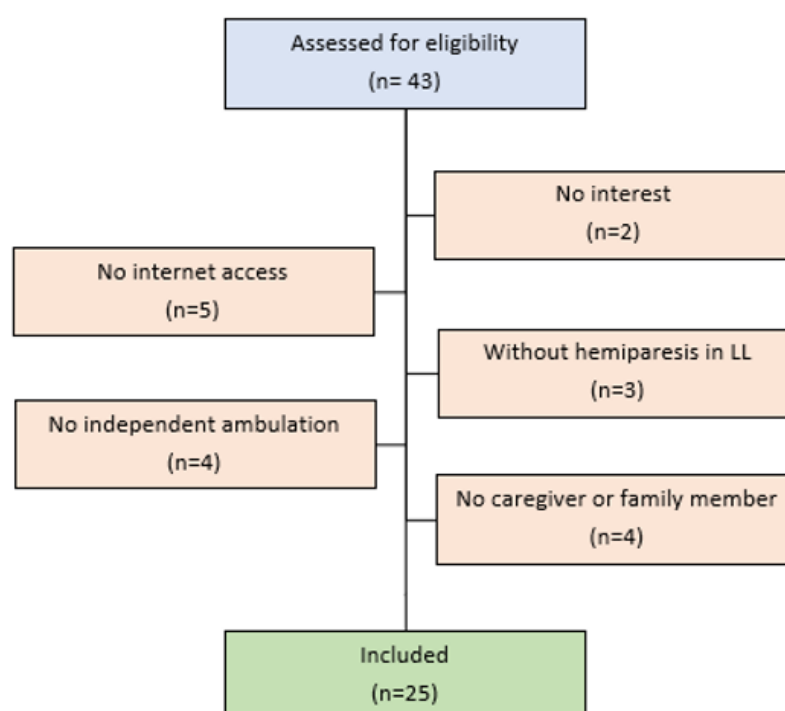 Assessed for eligibility
(n= 43)
No interest
(n=2)
No internet access
(n=5)
Without hemiparesis in LL
(n=3)
No independent ambulation
(n=4)
No caregiver or family member
(n=4)
Included
(n=25)